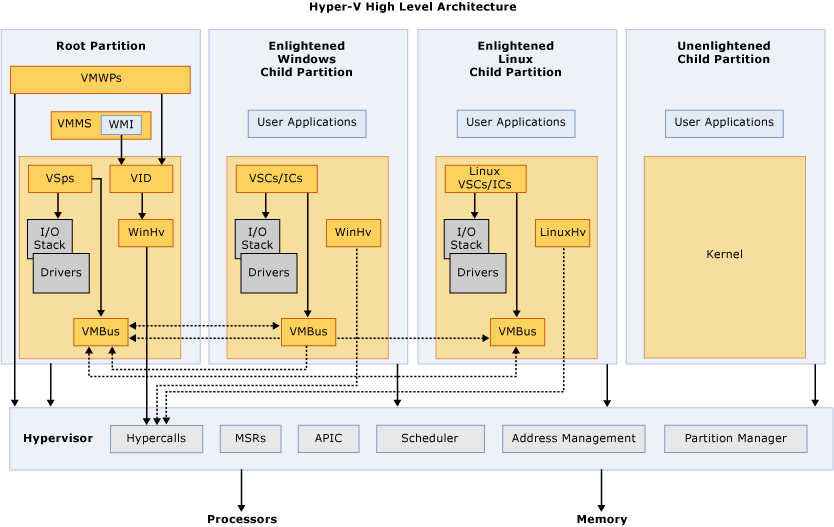 Hyper-V High Level Architecture
Root Partition
VMWPs
VMMS
WMI
VSps
VID
I/O
Stack
Drivers
WinHv
VMBus
Enlightened
Windows
Child Partition
User Applications
VSCs/ICs
I/O
Stack
Drivers
WinHv
VMBus
Enlightened
Linux
Child Partition
User Applications
Linux
VSCs/ICs
I/O
Stack
Drivers
LinuxHv
VMBus
Unenlightened
Child Partition
User Applications
Kernel
Hypervisor
Hypercalls
MSRs
APIC
Scheduler
Address Management
Partition Manager
Processors
Memory